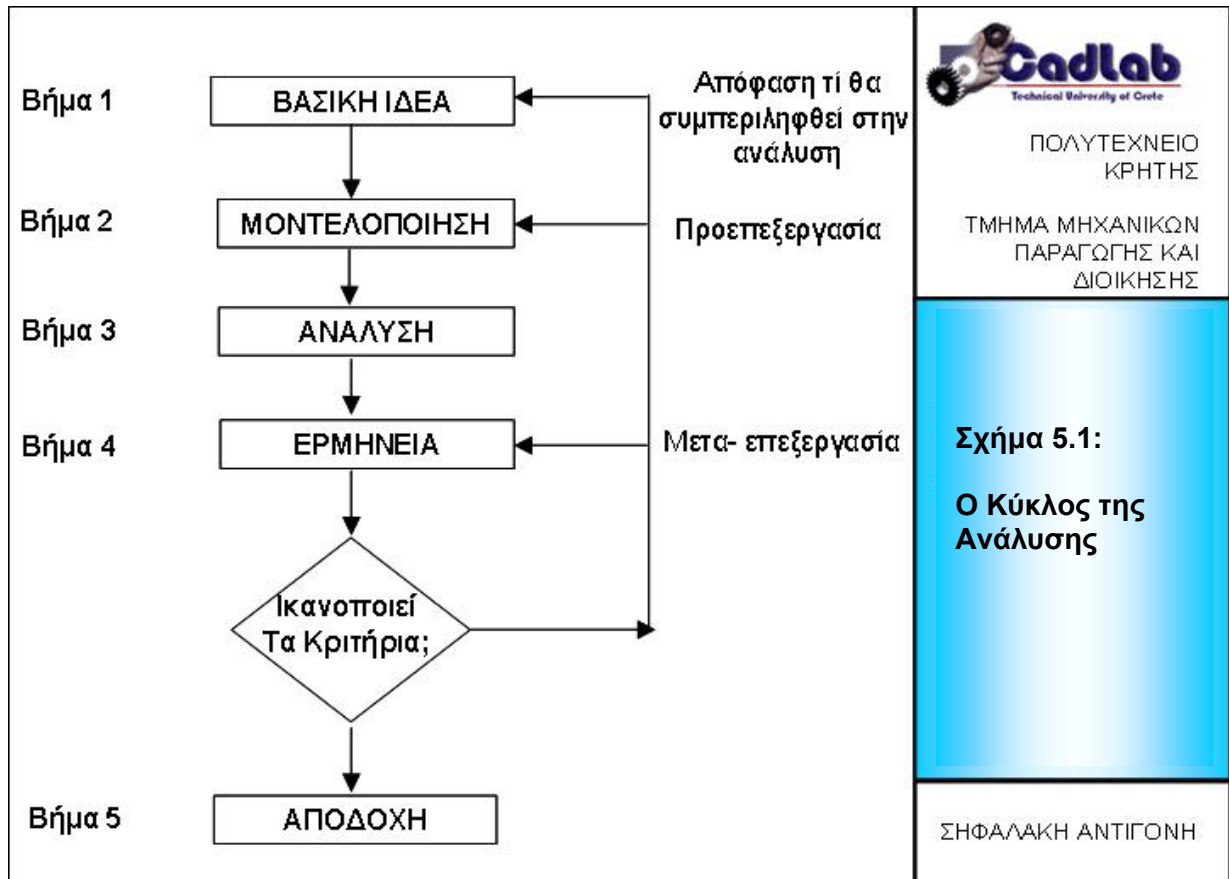 Βήμα 1
ΒΑΣΙΚΗ ΙΔΕΑ
Απόφαση τί θα
συμπεριληφθεί στην
ανάλυση
Βήμα 2
ΜΟΝΤΕΛΟΠΟΙΗΣΗ
Προεπεξεργασία
Βήμα 3
ΑΝΑΛΥΣΗ
Βήμα 4
ΕΡΜΗΝΕΙΑ
Μετα- επεξεργασία
Ικανοποιεί
Τα Κριτήρια;
Βήμα 5
ΑΠΟΔΟΧΗ
CadLab
Technical University of Crete
ΠΟΛΥΤΕΧΝΕΙΟ
ΚΡΗΤΗΣ
ΤΜΗΜΑ ΜΗΧΑΝΙΚΩΝ
ΠΑΡΑΓΩΓΗΣ ΚΑΙ
ΔΙΟΙΚΗΣΗΣ
Σχήμα 5.1:
Ο Κύκλος της
Ανάλυσης
ΣΗΦΑΛΑΚΗ ΑΝΤΙΓΟΝΗ